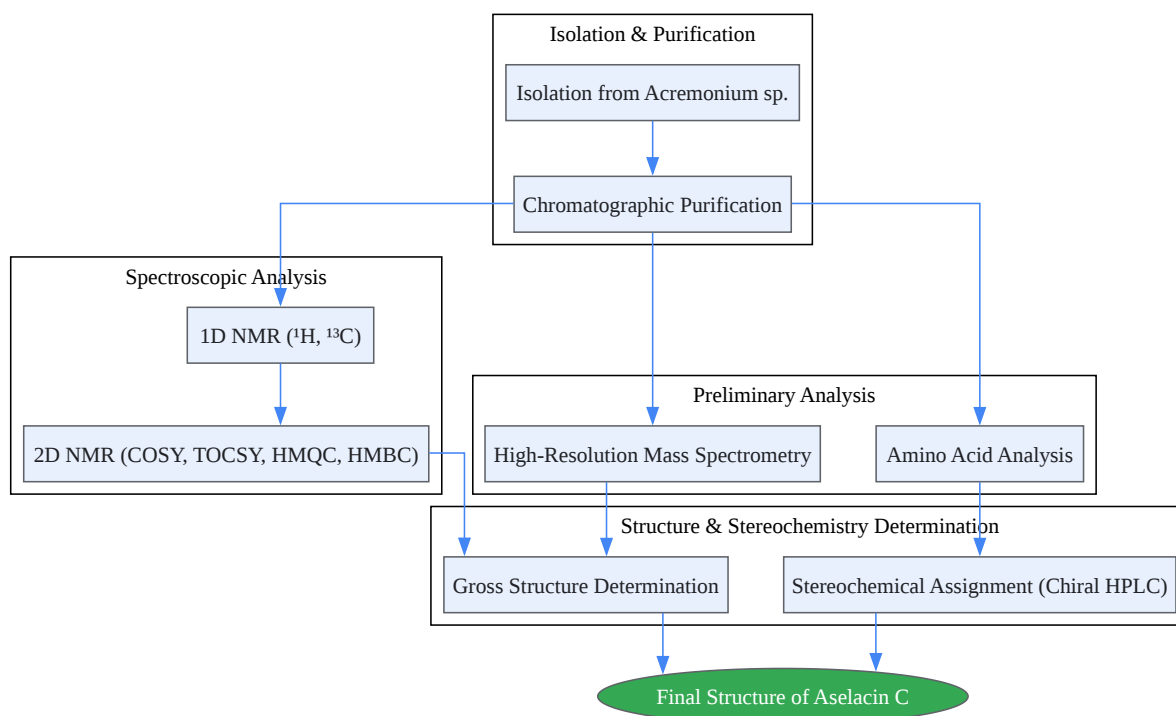 Isolation & Purification
Isolation from Acremonium sp.
Chromatographic Purification
Spectroscopic Analysis
1D NMR (¹H, ¹³C)
2D NMR (COSY, TOCSY, HMQC, HMBC)
Preliminary Analysis
High-Resolution Mass Spectrometry
Amino Acid Analysis
Structure & Stereochemistry Determination
Gross Structure Determination
Stereochemical Assignment (Chiral HPLC)
Final Structure of Aselacin C